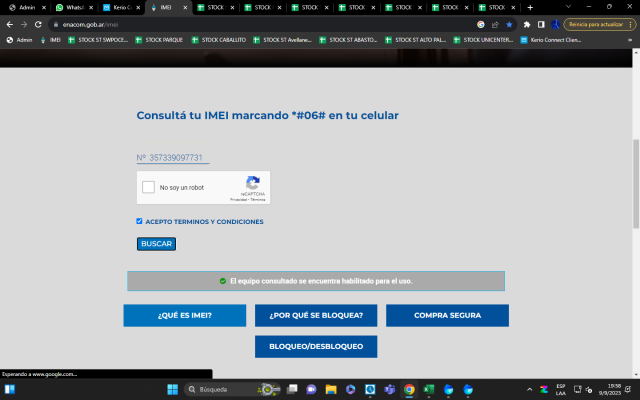 Admin
WhatsA
Kerio C
IMEI
STOCK
STOCK
STOCK
STOCK S
STOCK
STOCK S
STOCK
STOCK S
enacom.gob.ar/imei
Reinicia para actualizar
Admin
IMEI
STOCK ST SWPOCE...
STOCK PARQUE
STOCK CABALLITO
STOCK ST Avellane...
STOCK ST ABASTO...
STOCK ST ALTO PAL...
STOCK UNICENTER...
Kerio Connect Clien...
»
Consultá tu IMEI marcando *#06# en tu celular
Nº 357339097731
No soy un robot
reCAPTCHA
Privacidad - Términos
ACEPTO TERMINOS Y CONDICIONES
BUSCAR
El equipo consultado se encuentra habilitado para el uso.
¿QUÉ ES IMEI?
¿POR QUÉ SE BLOQUEA?
COMPRA SEGURA
BLOQUEO/DESBLOQUEO
Esperando a www.google.com...
Búsqueda
ESP
LAA
19:58
9/9/2023